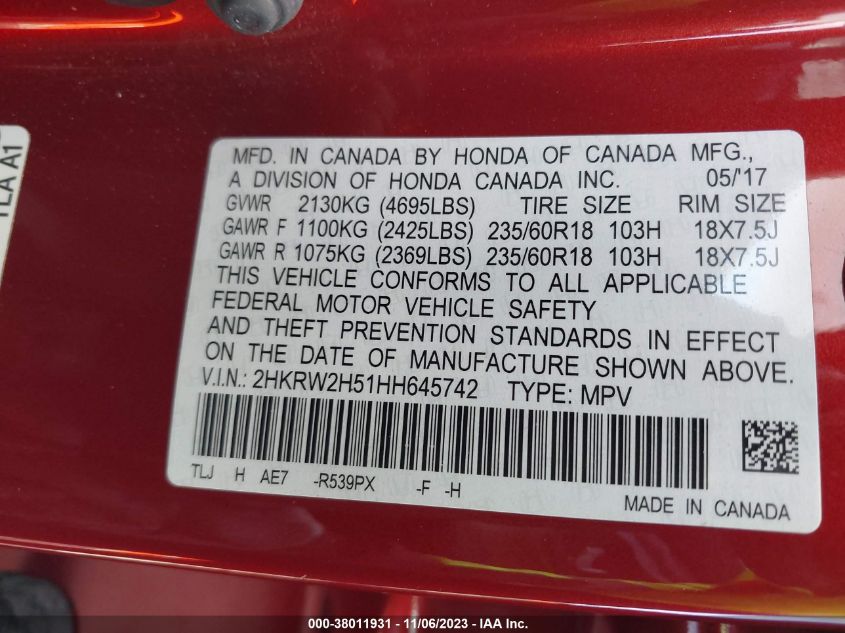 MFD. IN CANADA BY HONDA OF CANADA MFG.,
A DIVISION OF HONDA CANADA INC. 05/'17
GVWR 2130KG (4695LBS) TIRE SIZE RIM SIZE
GAWR F 1100KG (2425LBS) 235/60R18 103H 18X7.5J
GAWR R 1075KG (2369LBS) 235/60R18 103H 18X7.5J
THIS VEHICLE CONFORMS TO ALL APPLICABLE
FEDERAL MOTOR VEHICLE SAFETY
AND THEFT PREVENTION STANDARDS IN EFFECT
ON THE DATE OF MANUFACTURE SHOWN ABOVE.
V.I.N.: 2HKRW2H51HH645742 TYPE: MPV
TLJ H AE7 -R539PX -F -H
MADE IN CANADA
TLA A1
000-38011931 - 11/06/2023 - IAA Inc.